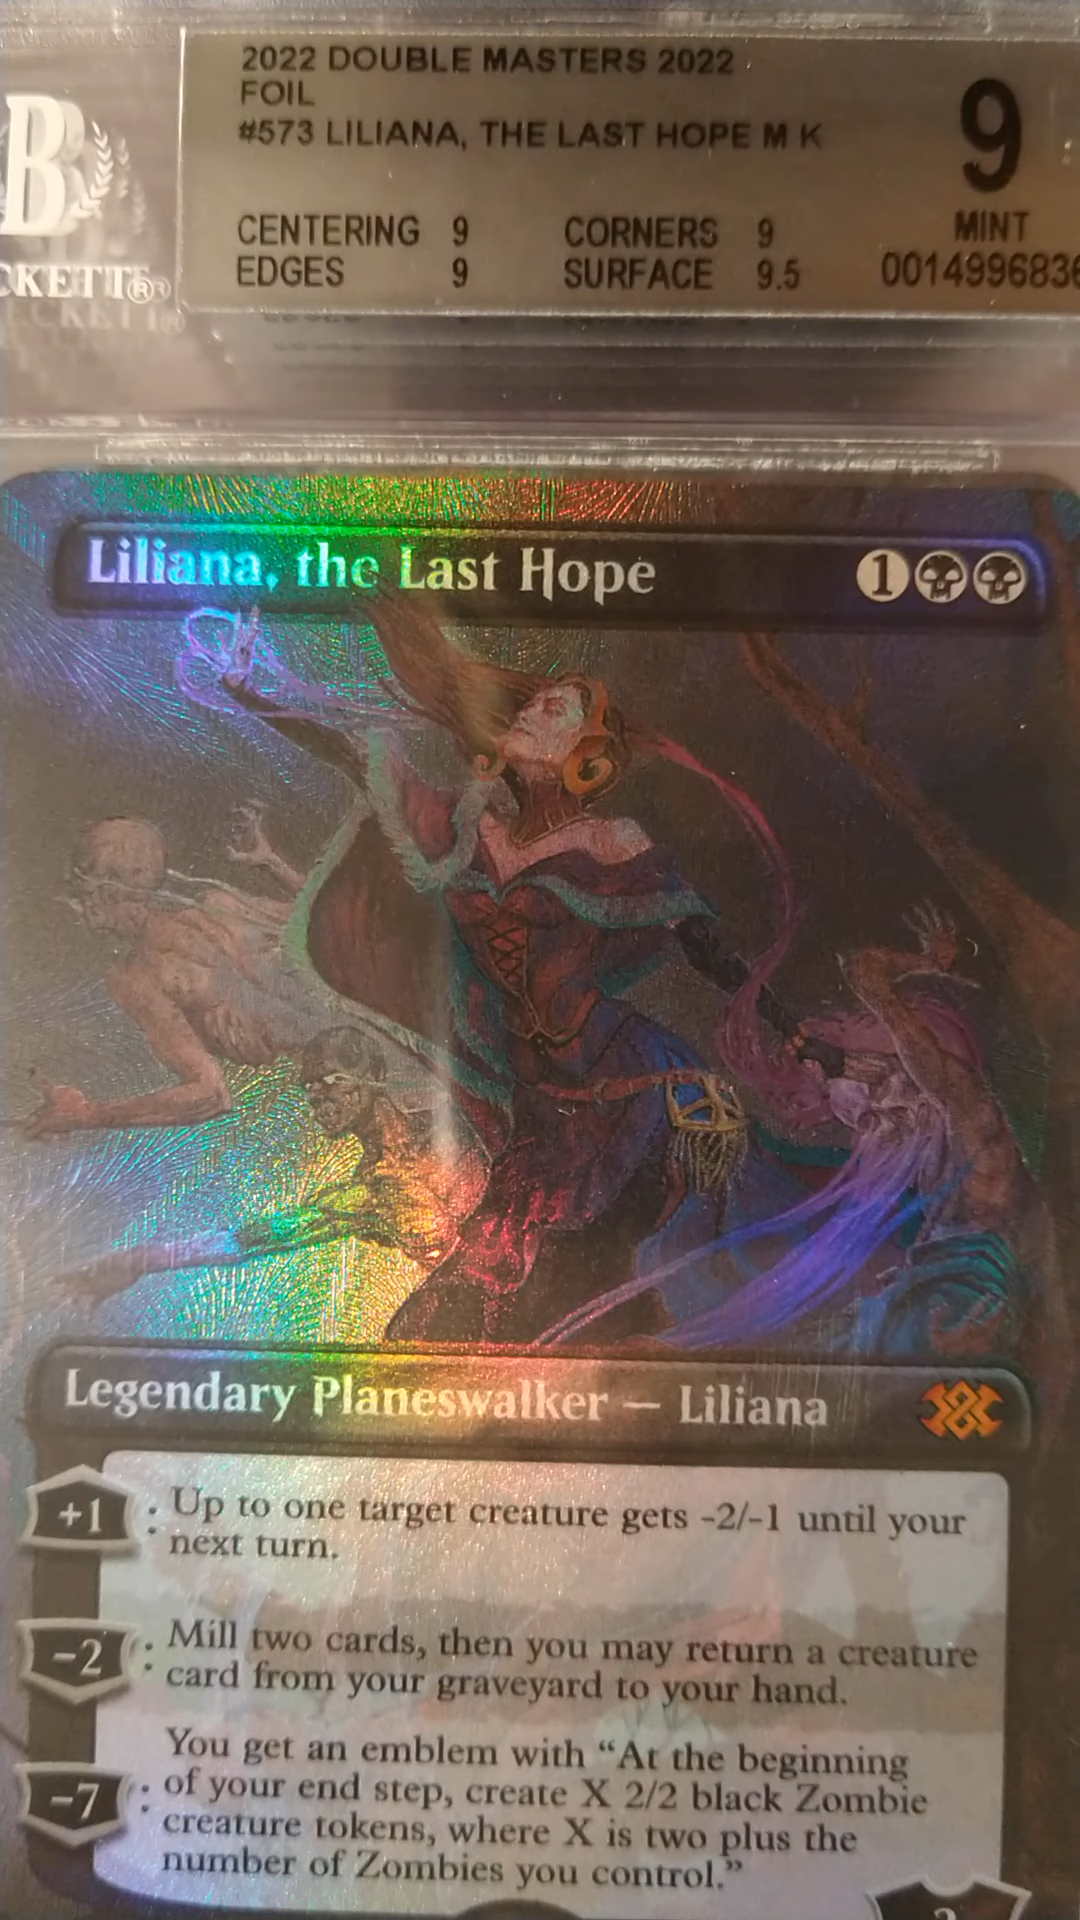 2022 DOUBLE MASTERS 2022
FOIL
#573 LILIANA, THE LAST HOPE M K
9
MINT
CENTERING 9 CORNERS 9
EDGES 9 SURFACE 9.5
0014996836
B
CKETT®
Liliana, the Last Hope 1
Legendary Planeswalker — Liliana
+1 : Up to one target creature gets -2/-1 until your
next turn.
−2 : Mill two cards, then you may return a creature
card from your graveyard to your hand.
You get an emblem with “At the beginning
−7 : of your end step, create X 2/2 black Zombie
creature tokens, where X is two plus the
number of Zombies you control.”